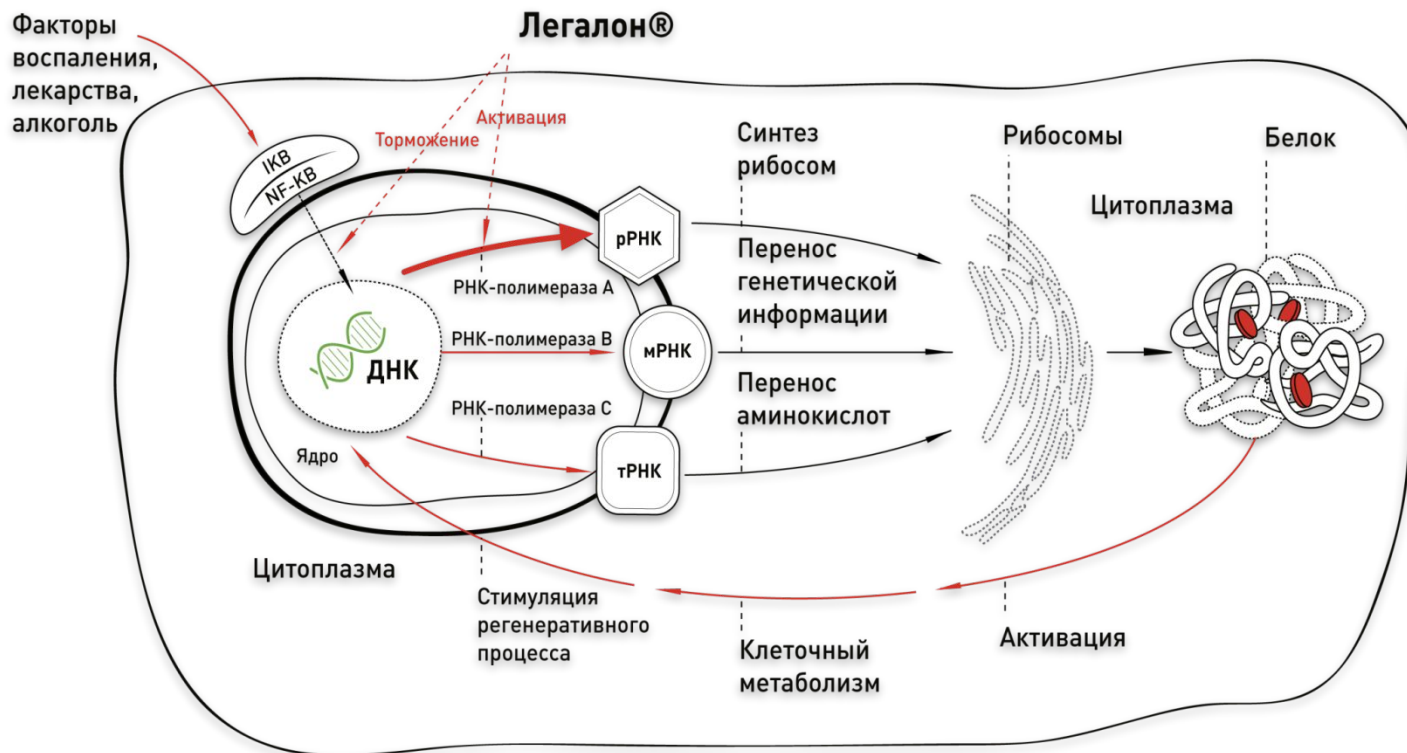 Факторы
воспаления,
лекарства,
алкоголь
Легалон®
Торможение
Активация
IKB
NF-KB
Синтез
рибосом
Рибосомы
Белок
Цитоплазма
рРНК
РНК-полимераза А
Перенос
генетической
информации
РНК-полимераза В
мРНК
ДНК
РНК-полимераза С
Перенос
аминокислот
Ядро
тРНК
Цитоплазма
Стимуляция
регенеративного
процесса
Клеточный
метаболизм
Активация